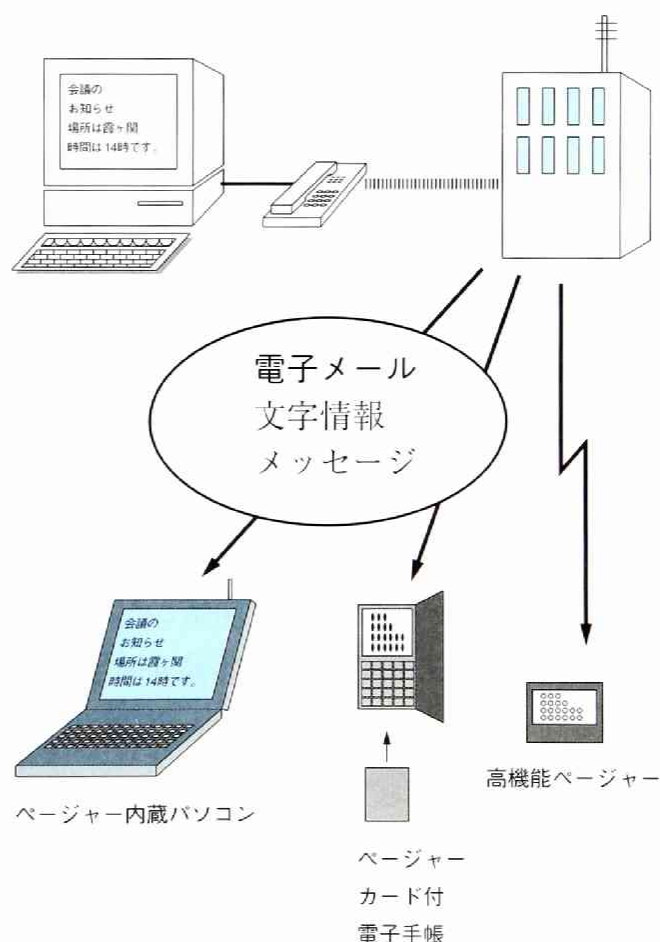 会議の
お知らせ
場所は霞ヶ関
時間は14時です。
電子メール
文字情報
メッセージ
会議の
お知らせ
場所は霞ヶ関
時間は14時です。
ページャー内蔵パソコン
高機能ページャー
ページャー
カード付
電子手帳